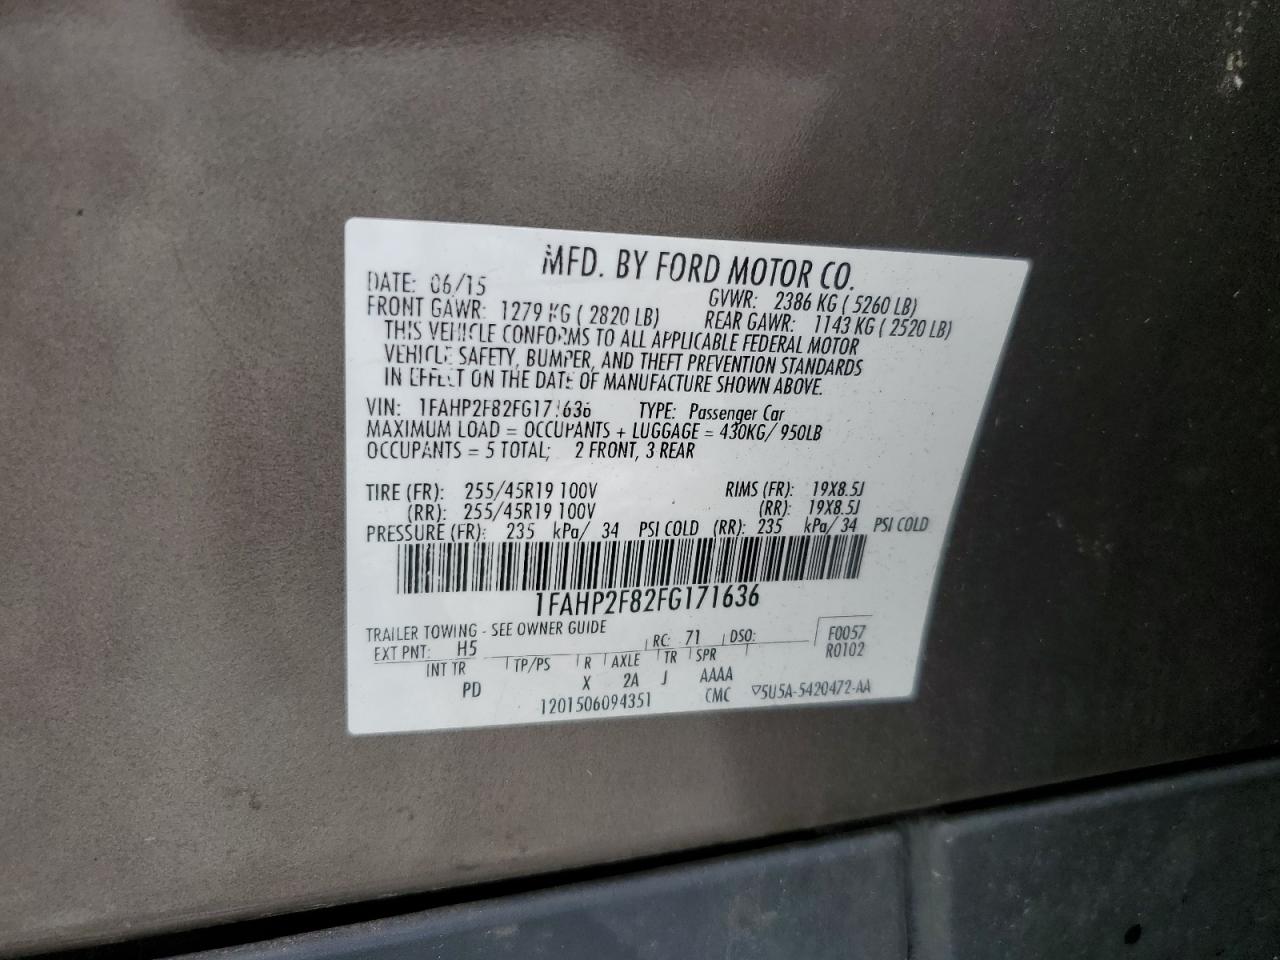 MFD. BY FORD MOTOR CO.
DATE: 06/15 GVWR: 2386 KG ( 5260 LB)
FRONT GAWR: 1279 KG ( 2820 LB) REAR GAWR: 1143 KG ( 2520 LB)
THIS VEHICLE CONFORMS TO ALL APPLICABLE FEDERAL MOTOR
VEHICLE SAFETY, BUMPER, AND THEFT PREVENTION STANDARDS
IN EFFECT ON THE DATE OF MANUFACTURE SHOWN ABOVE.
VIN: 1FAHP2F82FG171636 TYPE: Passenger Car
MAXIMUM LOAD = OCCUPANTS + LUGGAGE = 430KG/ 950LB
OCCUPANTS = 5 TOTAL; 2 FRONT, 3 REAR
TIRE (FR): 255/45R19 100V RIMS (FR): 19X8.5J
(RR): 255/45R19 100V (RR): 19X8.5J
PRESSURE (FR): 235 kPa/ 34 PSI COLD (RR): 235 kPa/ 34 PSI COLD
1FAHP2F82FG171636
TRAILER TOWING - SEE OWNER GUIDE
EXT PNT: H5 RC: 71 DSO: F0057
R0102
INT TR TP/PS R AXLE TR SPR
PD X 2A J AAAA
1201506094351 CMC ▽5U5A-5420472-AA